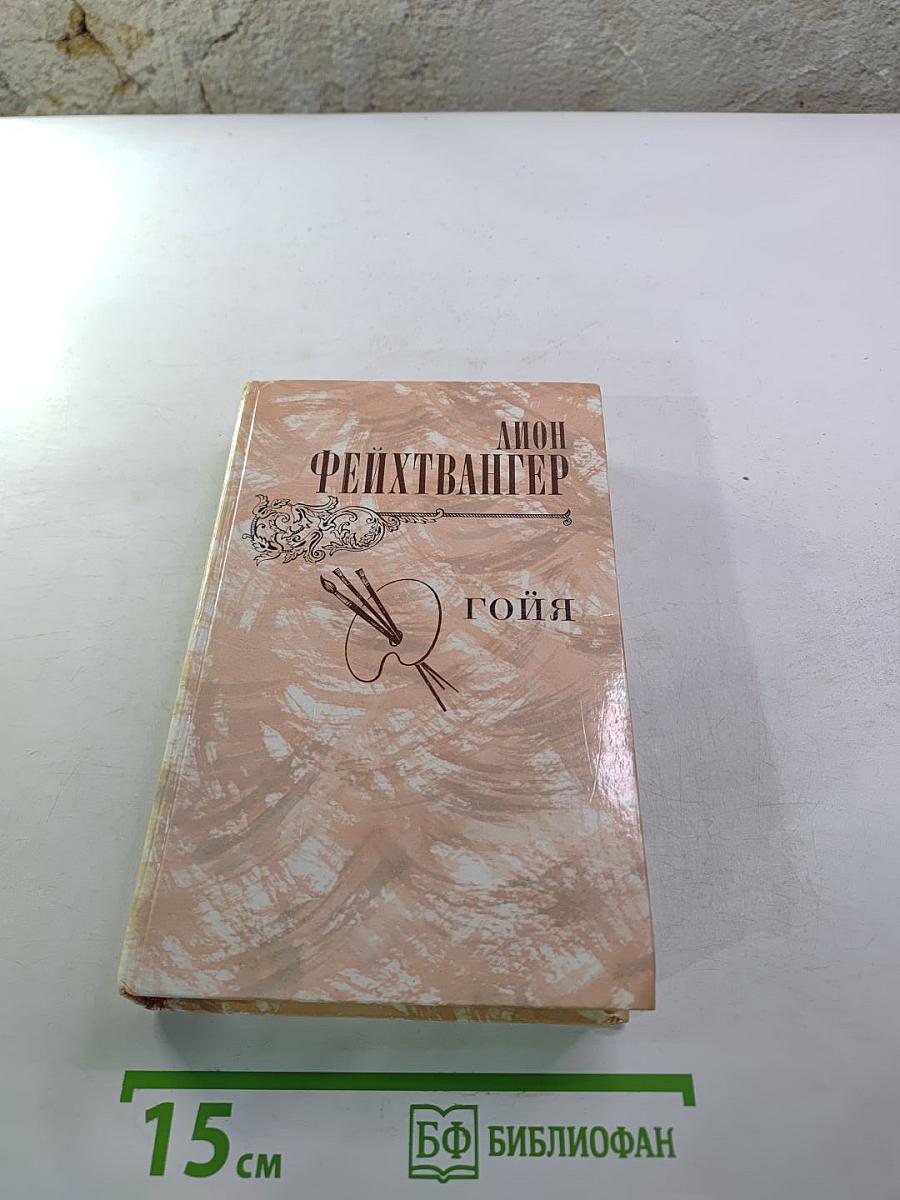 ЛИОН
ФЕЙХТВАНГЕР
ГОЙЯ
15 см
БФ БИБЛИОФАН